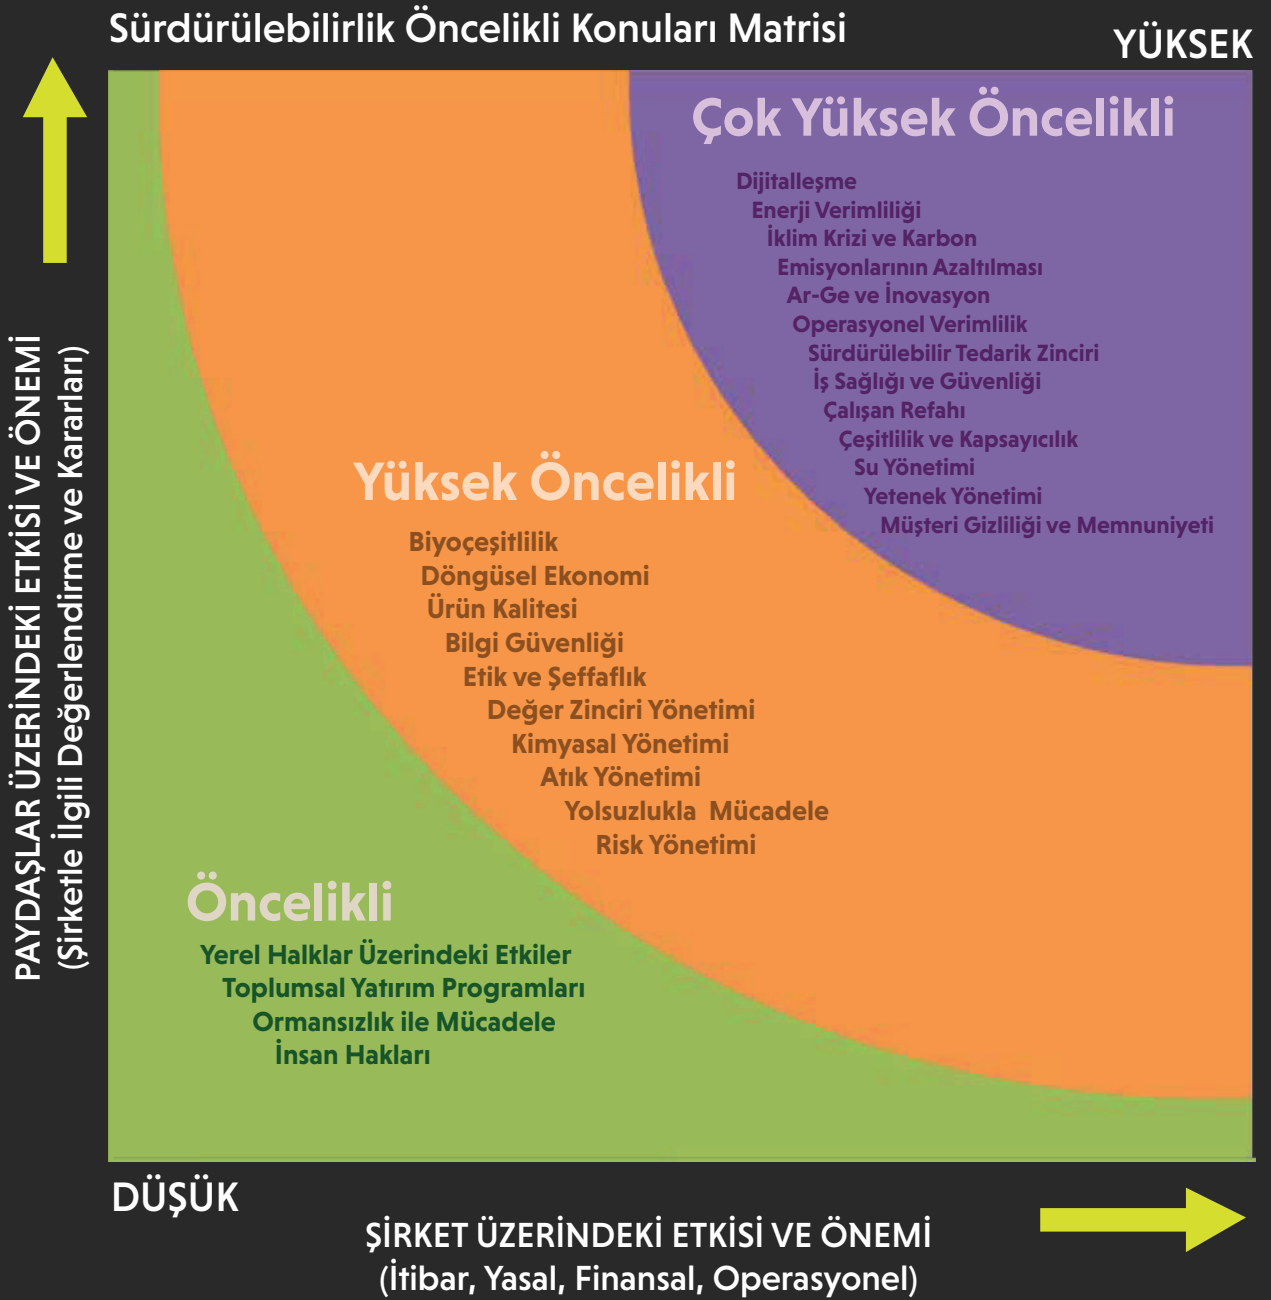 Sürdürülebilirlik Öncelikli Konuları Matrisi
YÜKSEK
Çok Yüksek Öncelikli
Dijitalleşme
Enerji Verimliliği
İklim Krizi ve Karbon
Emisyonlarının Azaltılması
Ar-Ge ve İnovasyon
Operasyonel Verimlilik
Sürdürülebilir Tedarik Zinciri
İş Sağlığı ve Güvenliği
Çalışan Refahı
Çeşitlilik ve Kapsayıcılık
Su Yönetimi
Yetenek Yönetimi
Müşteri Gizliliği ve Memnuniyeti
Yüksek Öncelikli
Biyoçeşitlilik
Döngüsel Ekonomi
Ürün Kalitesi
Bilgi Güvenliği
Etik ve Şeffaflık
Değer Zinciri Yönetimi
Kimyasal Yönetimi
Atık Yönetimi
Yolsuzlukla Mücadele
Risk Yönetimi
Öncelikli
Yerel Halklar Üzerindeki Etkiler
Toplumsal Yatırım Programları
Ormansızlık ile Mücadele
İnsan Hakları
PAYDAŞLAR ÜZERİNDEKİ ETKİSİ VE ÖNEMİ
(Şirketle İlgili Değerlendirme ve Kararları)
DÜŞÜK
ŞİRKET ÜZERİNDEKİ ETKİSİ VE ÖNEMİ
(İtibar, Yasal, Finansal, Operasyonel)